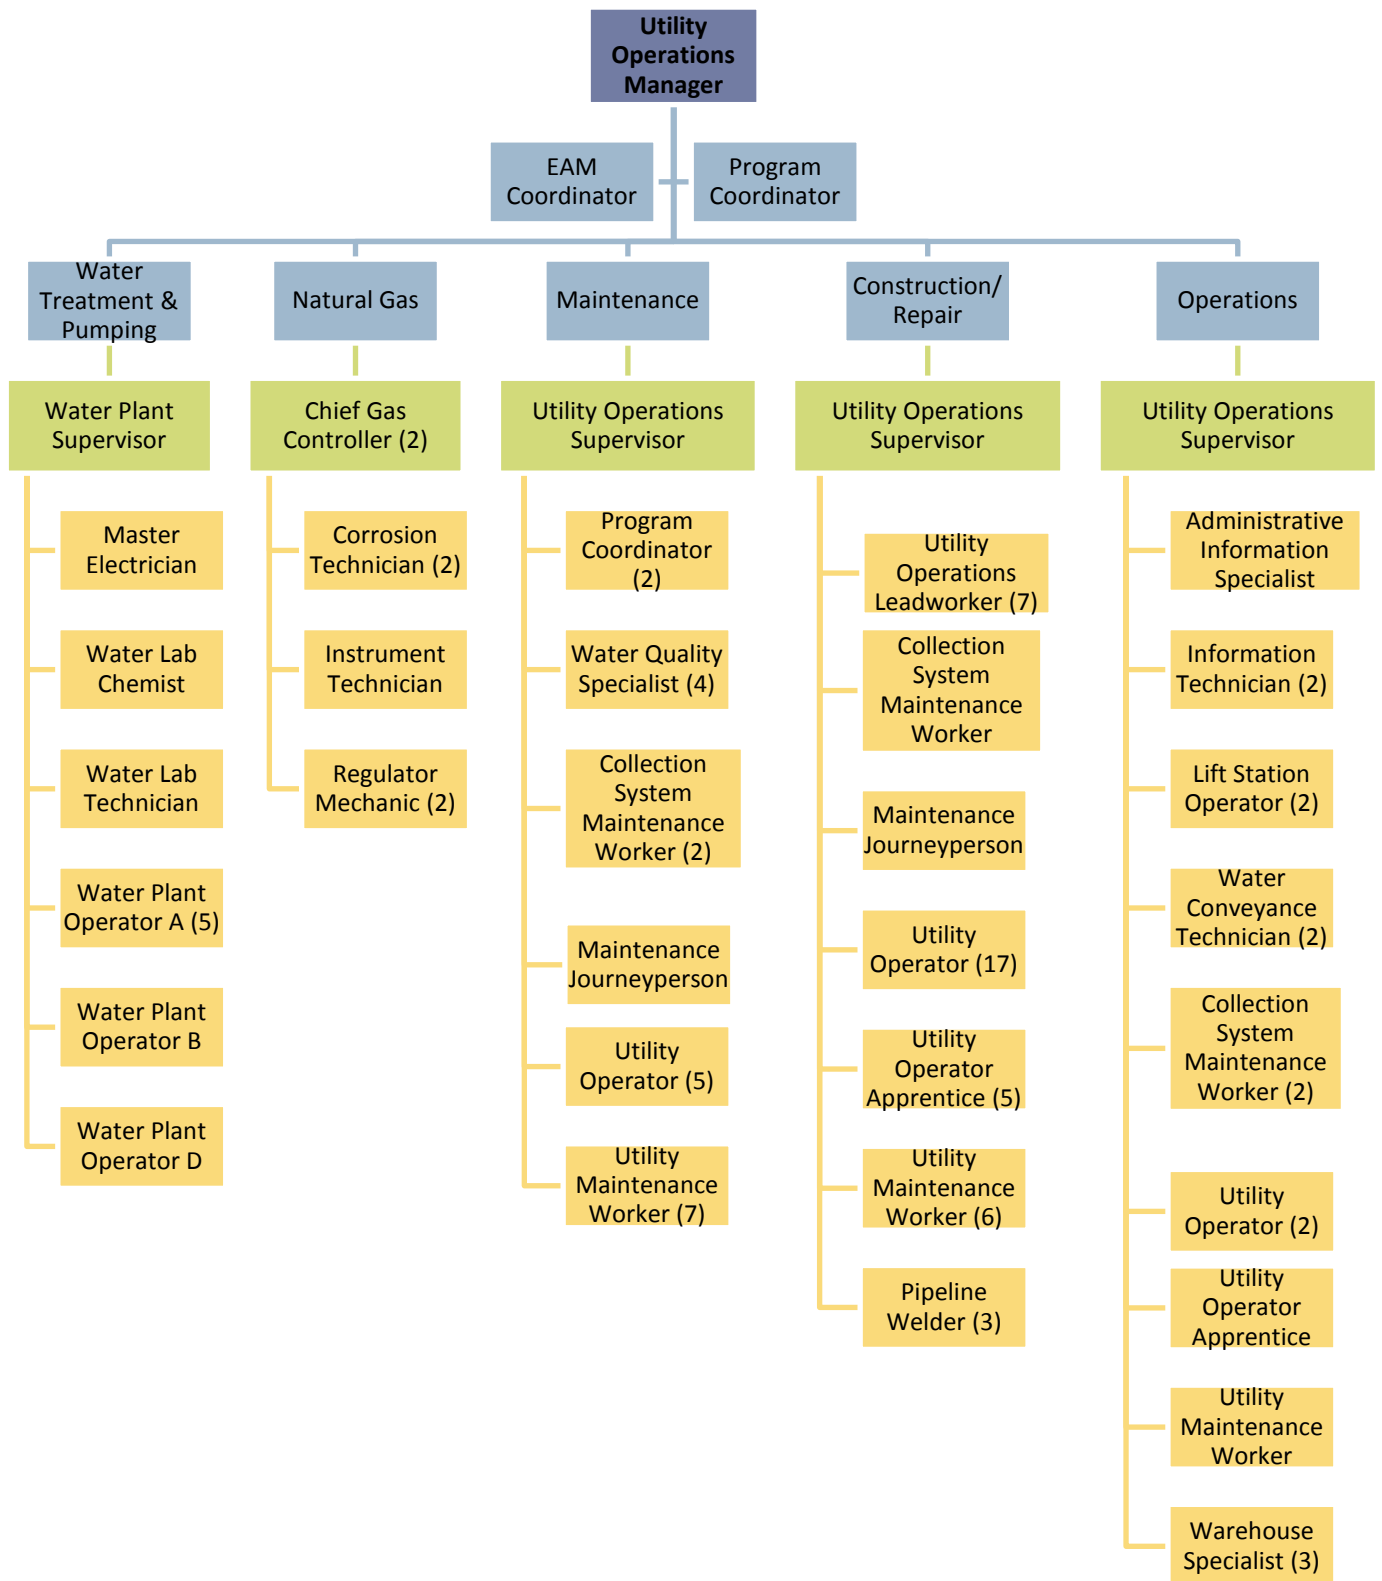 Utility
Operations
Manager
EAM
Coordinator
Program
Coordinator
Water
Treatment &
Pumping
Natural Gas
Maintenance
Construction/
Repair
Operations
Water Plant
Supervisor
Chief Gas
Controller (2)
Utility Operations
Supervisor
Utility Operations
Supervisor
Utility Operations
Supervisor
Master
Electrician
Water Lab
Chemist
Water Lab
Technician
Water Plant
Operator A (5)
Water Plant
Operator B
Water Plant
Operator D
Corrosion
Technician (2)
Instrument
Technician
Regulator
Mechanic (2)
Program
Coordinator
(2)
Water Quality
Specialist (4)
Collection
System
Maintenance
Worker (2)
Maintenance
Journeyperson
Utility
Operator (5)
Utility
Maintenance
Worker (7)
Utility
Operations
Leadworker (7)
Collection
System
Maintenance
Worker
Maintenance
Journeyperson
Utility
Operator (17)
Utility
Operator
Apprentice (5)
Utility
Maintenance
Worker (6)
Pipeline
Welder (3)
Administrative
Information
Specialist
Information
Technician (2)
Lift Station
Operator (2)
Water
Conveyance
Technician (2)
Collection
System
Maintenance
Worker (2)
Utility
Operator (2)
Utility
Operator
Apprentice
Utility
Maintenance
Worker
Warehouse
Specialist (3)